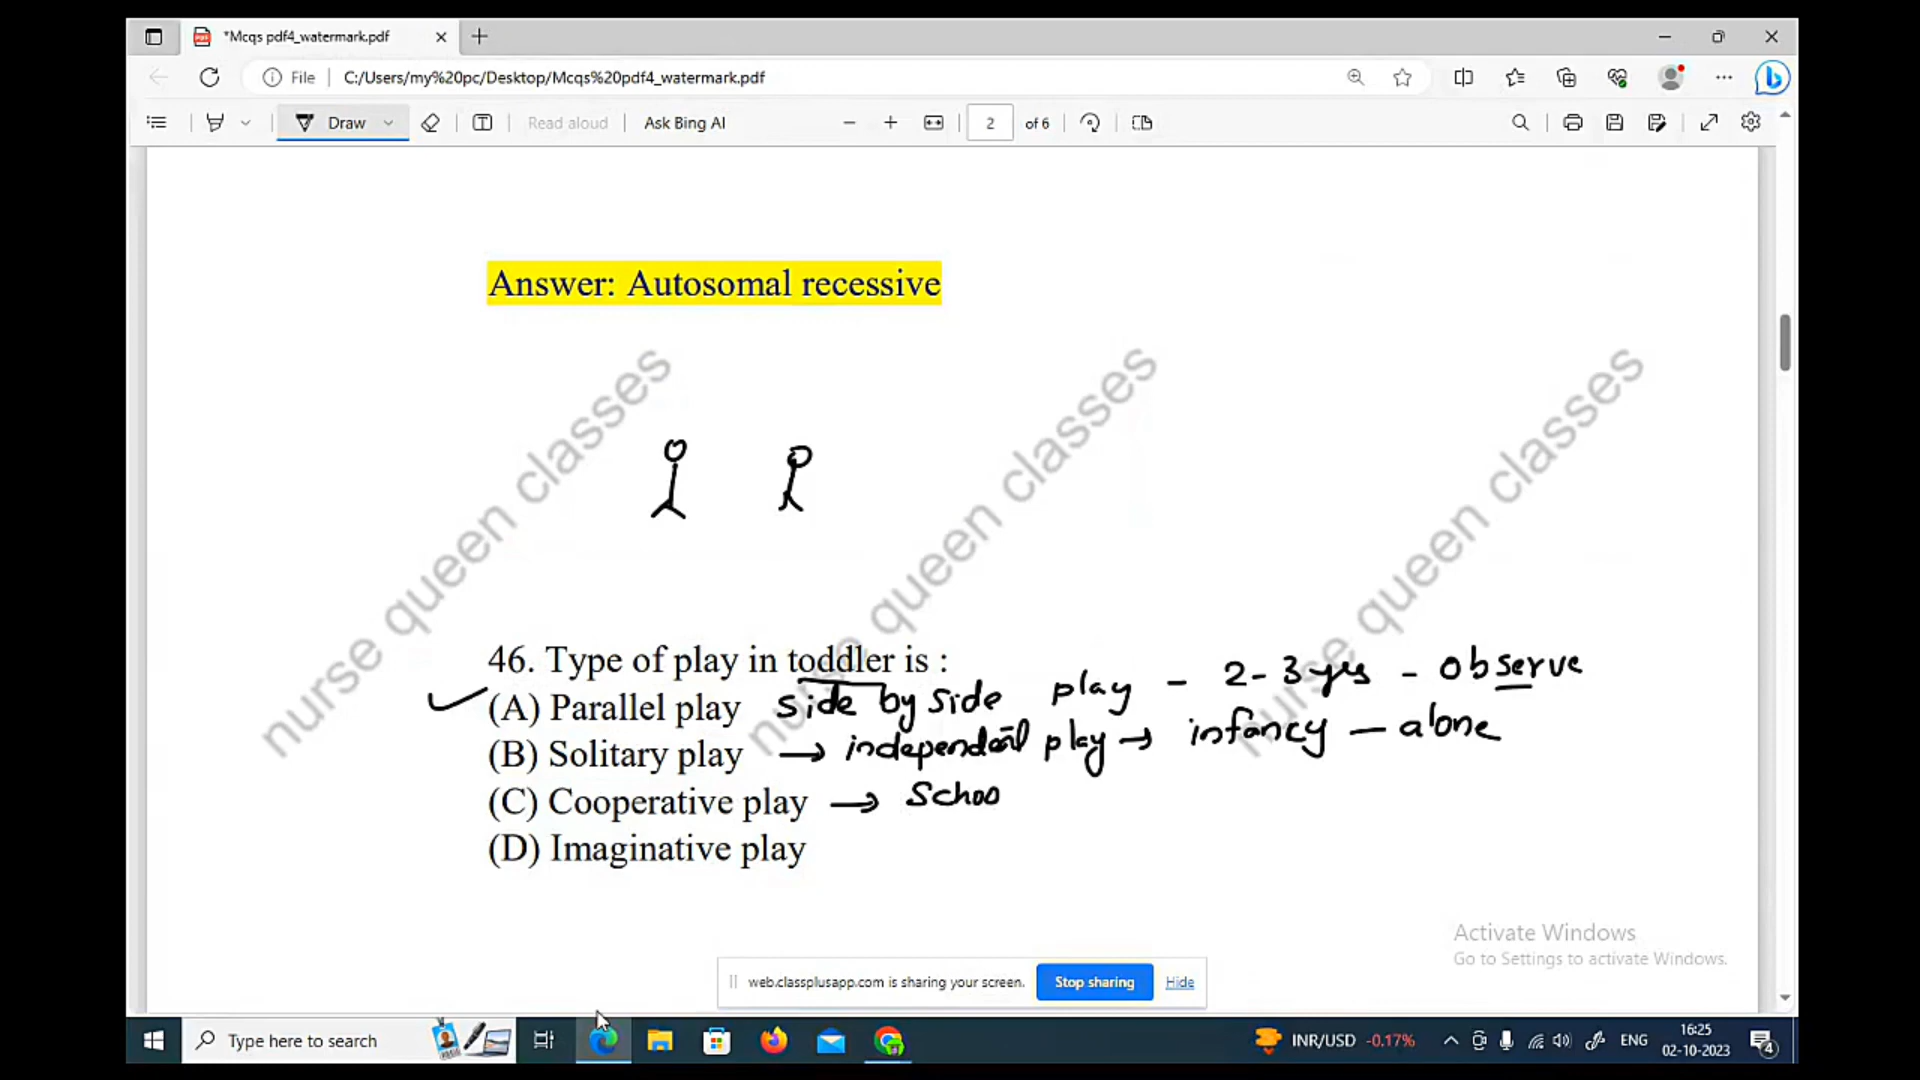 *Mcqs pdf4_watermark.pdf
File C:/Users/my%20pc/Desktop/Mcqs%20pdf4_watermark.pdf
Draw Read aloud Ask Bing AI 2 of 6
Answer: Autosomal recessive
nurse queen classes
nurse queen classes
nurse queen classes
46. Type of play in toddler is :
(A) Parallel play side by side play - 2-3 yrs - observe
(B) Solitary play → play → infancy - alone
(C) Cooperative play → Schoo
(D) Imaginative play
Activate Windows
Go to Settings to activate Windows.
web.classplusapp.com is sharing your screen. Stop sharing Hide
Type here to search INR/USD -0.17% ENG 16:25
02-10-2023
4